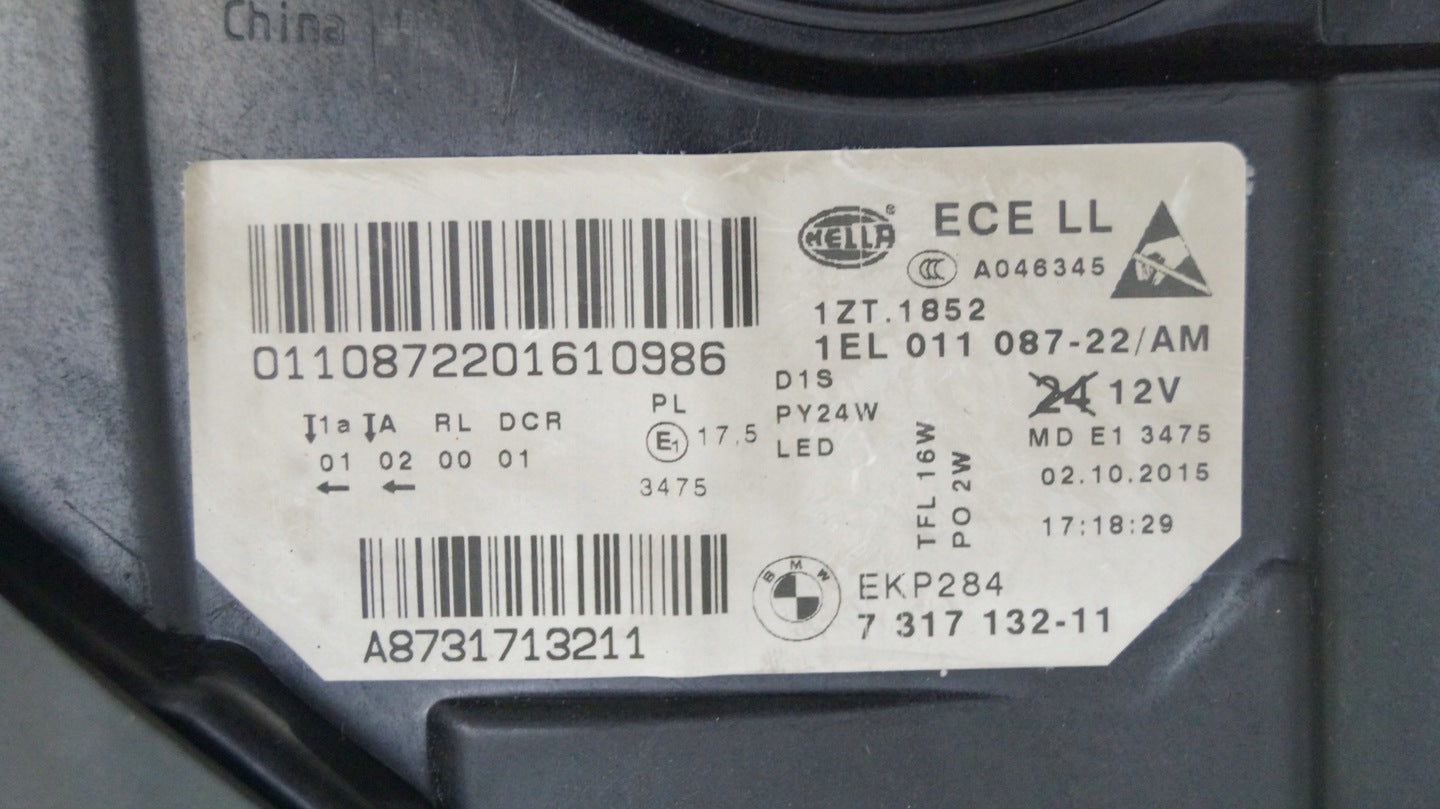 China
HELLA ®
ECE LL
CCC A046345
1ZT.1852
1EL 011 087-22/AM
0110872201610986
D1S
PY24W
LED
24 12V
MD E1 3475
02.10.2015
17:18:29
1a A RL DCR
01 02 00 01
← ←
PL
E1 17.5
3475
TFL 16W
PO 2W
A8731713211
BMW
EKP284
7 317 132-11